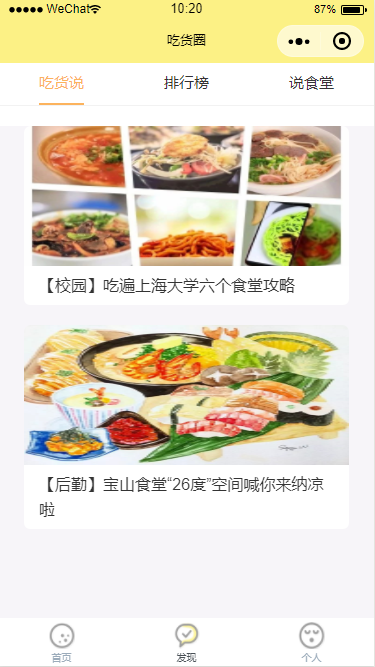 WeChat 10:20 87%
吃货圈
吃货说 排行榜 说食堂
【校园】吃遍上海大学六个食堂攻略
【后勤】宝山食堂“26度”空间喊你来纳凉
啦
首页 发现 个人